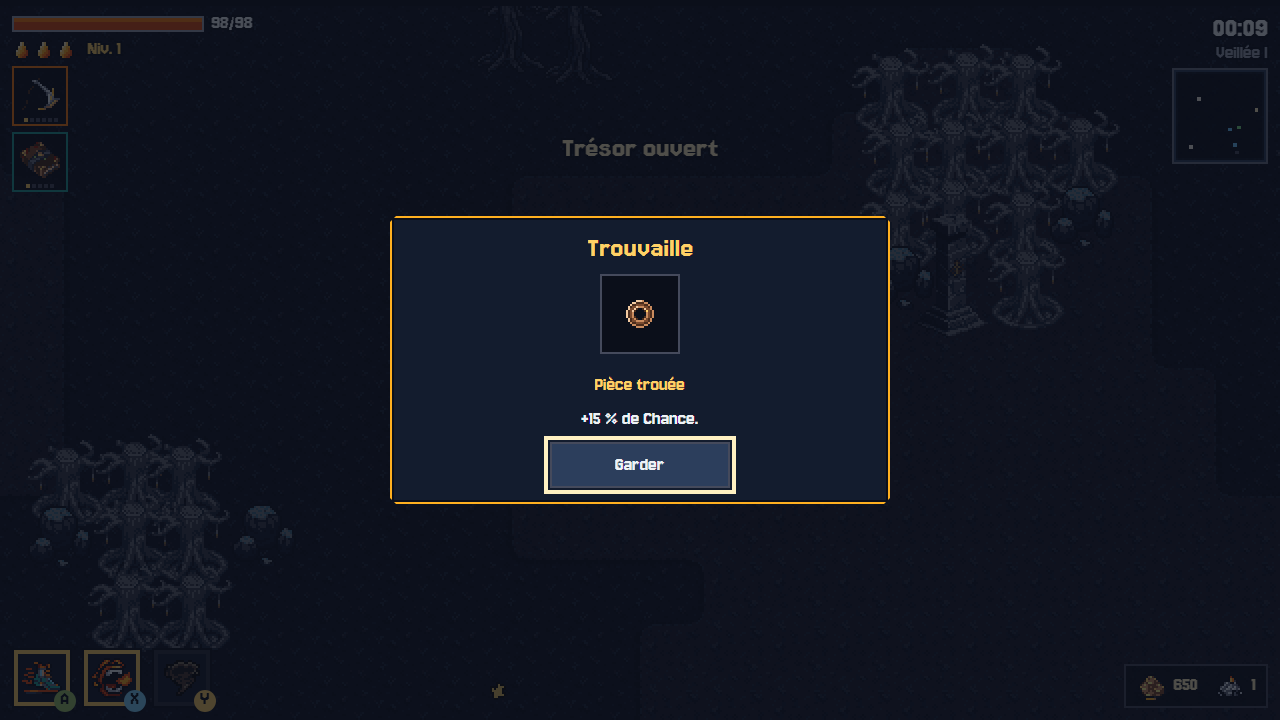 98/98
00:09
Niv. 1
Veillée I
Trésor ouvert
Trouvaille
Pièce trouée
+15 % de Chance.
Garder
A
X
Y
650
1